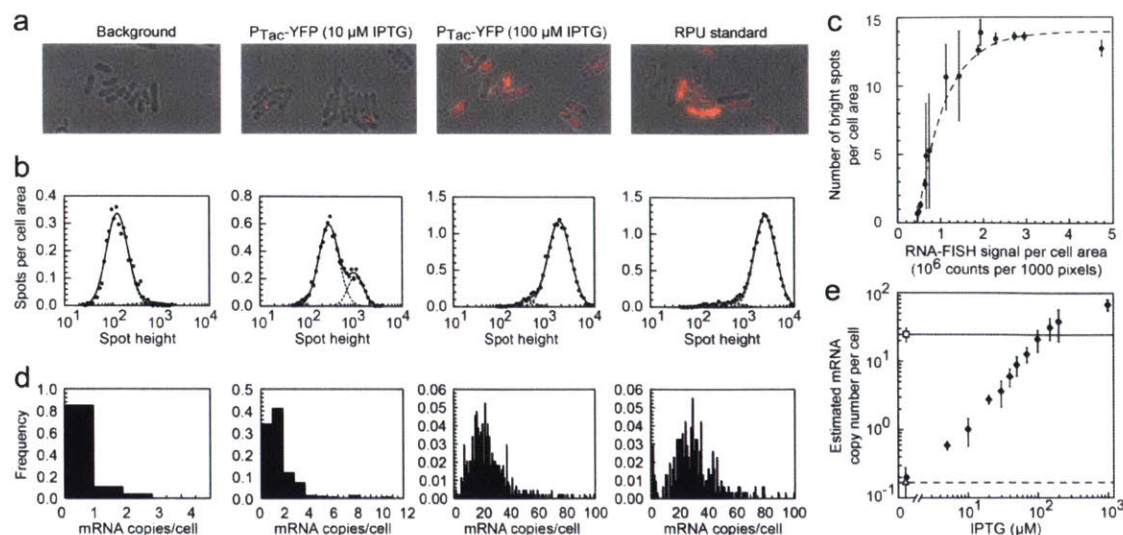 a
Background
PTac-YFP (10 µM IPTG)
PTac-YFP (100 µM IPTG)
RPU standard
b
Spots per cell area
0.4
0.3
0.2
0.1
0.0
10^1 10^2 10^3 10^4
Spot height
0.8
0.6
0.4
0.2
0.0
10^1 10^2 10^3 10^4
Spot height
1.5
1.0
0.5
0.0
10^1 10^2 10^3 10^4
Spot height
1.5
1.0
0.5
0.0
10^1 10^2 10^3 10^4
Spot height
c
Number of bright spots
per cell area
15
10
5
0
0 1 2 3 4 5
RNA-FISH signal per cell area
(10^6 counts per 1000 pixels)
d
Frequency
1.0
0.8
0.6
0.4
0.2
0.0
0 1 2 3 4
mRNA copies/cell
0.5
0.4
0.3
0.2
0.1
0.0
0 2 4 6 8 10 12
mRNA copies/cell
0.06
0.05
0.04
0.03
0.02
0.01
0.00
0 20 40 60 80 100
mRNA copies/cell
0.06
0.05
0.04
0.03
0.02
0.01
0.00
0 20 40 60 80 100
mRNA copies/cell
e
Estimated mRNA
copy number per cell
10^2
10^1
10^0
10^-1
0 10^1 10^2 10^3
IPTG (µM)